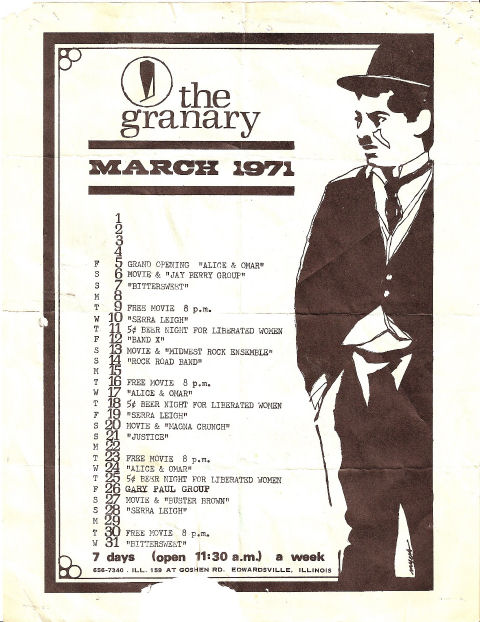 the
granary
MARCH 1971
1
2
3
4
F 5 GRAND OPENING "ALICE & OMAR"
S 6 MOVIE & "JAY BERRY GROUP"
S 7 "BITTERSWEET"
M 8
T 9 FREE MOVIE 8 p.m.
W 10 "SERRA LEIGH"
T 11 5¢ BEER NIGHT FOR LIBERATED WOMEN
F 12 "BAND X"
S 13 MOVIE & "MIDWEST ROCK ENSEMBLE"
S 14 "ROCK ROAD BAND"
M 15
T 16 FREE MOVIE 8 p.m.
W 17 "ALICE & OMAR"
T 18 5¢ BEER NIGHT FOR LIBERATED WOMEN
F 19 "SERRA LEIGH"
S 20 MOVIE & "MAGNA CRUNCH"
S 21 "JUSTICE"
M 22
T 23 FREE MOVIE 8 p.m.
W 24 "ALICE & OMAR"
T 25 5¢ BEER NIGHT FOR LIBERATED WOMEN
F 26 GARY PAUL GROUP
S 27 MOVIE & "BUSTER BROWN"
S 28 "SERRA LEIGH"
M 29
T 30 FREE MOVIE 8 p.m.
W 31 "BITTERSWEET"
7 days (open 11:30 a.m.) a week
656-7340 . ILL. 159 AT GOSHEN RD. EDWARDSVILLE, ILLINOIS